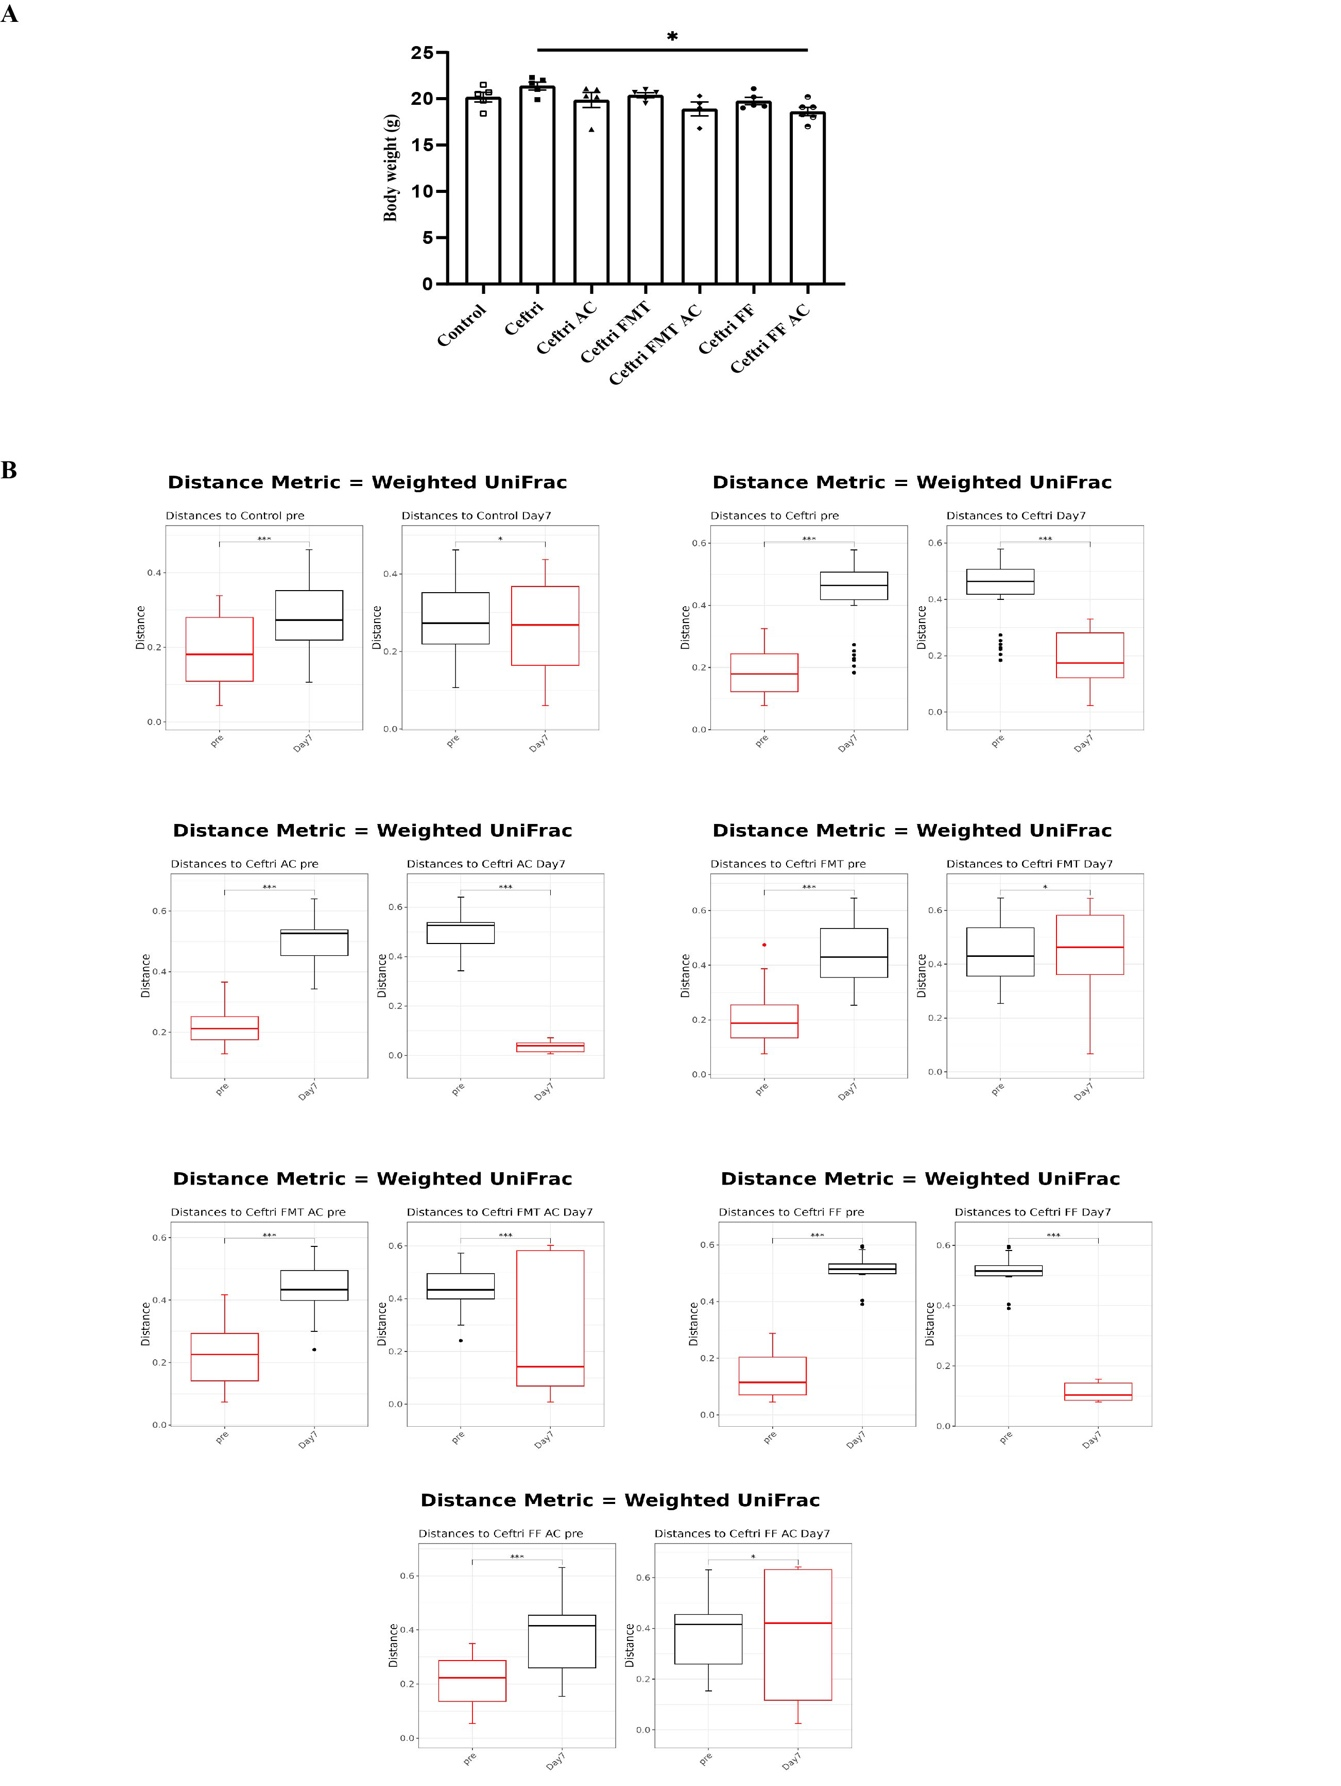 A
*
25
20
15
10
5
0
Body weight (g)
Control
Ceftri
Ceftri AC
Ceftri FMT
Ceftri FMT AC
Ceftri FF
Ceftri FF AC
B
Distance Metric = Weighted UniFrac
Distances to Control pre
***
0.4
0.2
0.0
Distance
pre
Day7
Distances to Control Day7
*
0.4
0.2
0.0
Distance
pre
Day7
Distance Metric = Weighted UniFrac
Distances to Ceftri pre
***
0.6
0.4
0.2
0.0
Distance
pre
Day7
Distances to Ceftri Day7
***
0.6
0.4
0.2
0.0
Distance
pre
Day7
Distance Metric = Weighted UniFrac
Distances to Ceftri AC pre
***
0.6
0.4
0.2
Distance
pre
Day7
Distances to Ceftri AC Day7
***
0.6
0.4
0.2
0.0
Distance
pre
Day7
Distance Metric = Weighted UniFrac
Distances to Ceftri FMT pre
***
0.6
0.4
0.2
0.0
Distance
pre
Day7
Distances to Ceftri FMT Day7
*
0.6
0.4
0.2
0.0
Distance
pre
Day7
Distance Metric = Weighted UniFrac
Distances to Ceftri FMT AC pre
***
0.6
0.4
0.2
0.0
Distance
pre
Day7
Distances to Ceftri FMT AC Day7
***
0.6
0.4
0.2
0.0
Distance
pre
Day7
Distance Metric = Weighted UniFrac
Distances to Ceftri FF pre
***
0.6
0.4
0.2
0.0
Distance
pre
Day7
Distances to Ceftri FF Day7
***
0.6
0.4
0.2
0.0
Distance
pre
Day7
Distance Metric = Weighted UniFrac
Distances to Ceftri FF AC pre
***
0.6
0.4
0.2
0.0
Distance
pre
Day7
Distances to Ceftri FF AC Day7
*
0.6
0.4
0.2
0.0
Distance
pre
Day7